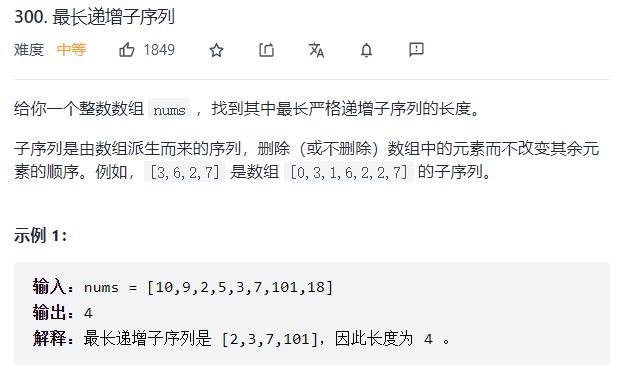 300. 最长递增子序列
难度 中等 1849
给你一个整数数组 nums ，找到其中最长严格递增子序列的长度。
子序列是由数组派生而来的序列，删除（或不删除）数组中的元素而不改变其余元
素的顺序。例如，[3,6,2,7] 是数组 [0,3,1,6,2,2,7] 的子序列。
示例 1：
输入：nums = [10,9,2,5,3,7,101,18]
输出：4
解释：最长递增子序列是 [2,3,7,101]，因此长度为 4 。